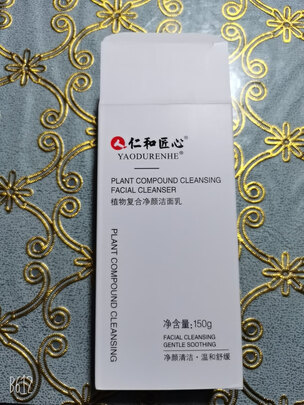 仁和匠心®
YAODURENHE®
PLANT COMPOUND CLEANSING
FACIAL CLEANSER
植物复合净颜洁面乳
PLANT COMPOUND CLEANSING
净含量:150g
FACIAL CLEANSING
GENTLE SOOTHING
净颜清洁·温和舒缓
B612